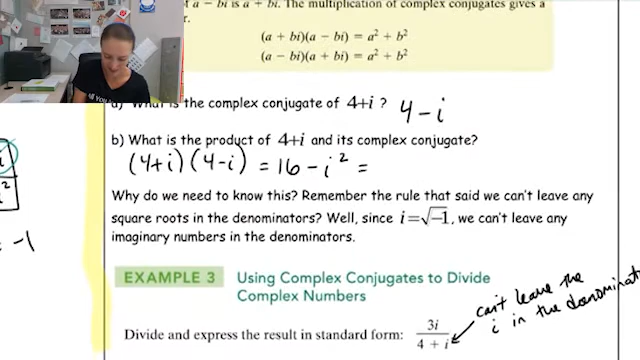 a − bi is a + bi. The multiplication of complex conjugates gives a
r.
(a + bi)(a − bi) = a² + b²
(a − bi)(a + bi) = a² + b²
a) What is the complex conjugate of 4+i ? 4 − i
b) What is the product of 4+i and its complex conjugate?
(4+i)(4−i) = 16 − i² =
= −1
Why do we need to know this? Remember the rule that said we can't leave any
square roots in the denominators? Well, since i=√−1, we can't leave any
imaginary numbers in the denominators.
EXAMPLE 3 Using Complex Conjugates to Divide
Complex Numbers
can't leave the
i in the denominat
Divide and express the result in standard form: 3i
4 + i